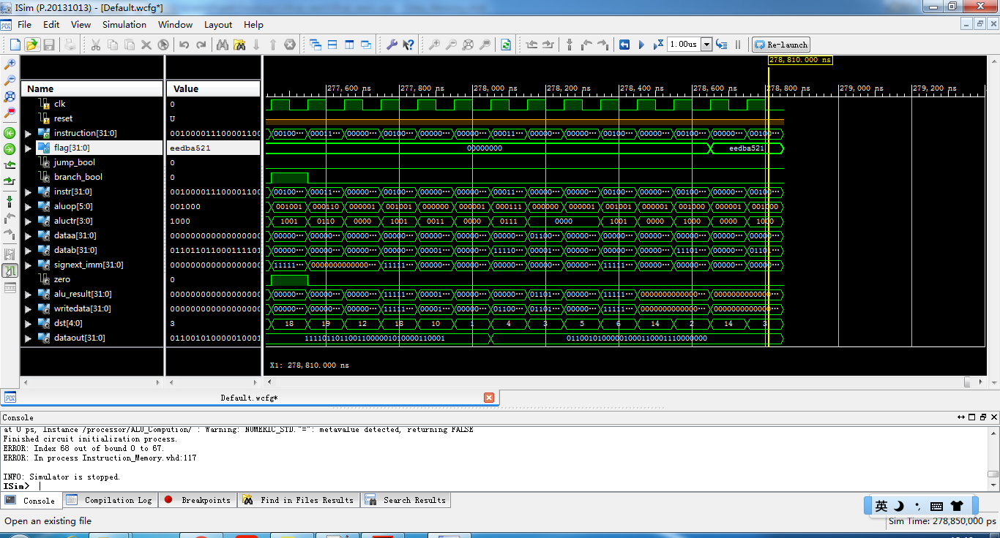 ISim (P.20131013) - [Default.wcfg*]
File Edit View Simulation Window Layout Help
1.00us Re-launch
278,810.000 ns
Name Value
277,600 ns 277,800 ns 278,000 ns 278,200 ns 278,400 ns 278,600 ns 278,800 ns 279,000 ns 279,200 ns
clk 0
reset U
instruction[31:0] 0010000111000011000 00100··· 00011··· 00000··· 00100··· 00000··· 00000··· 00011··· 00000··· 00000··· 00100··· 00000··· 00100··· 00000··· 00100···
flag[31:0] eedba521 00000000 eedba521
jump_bool 0
branch_bool 0
instr[31:0] 0010000111000011000 00100··· 00011··· 00000··· 00100··· 00000··· 00000··· 00011··· 00000··· 00000··· 00100··· 00000··· 00100··· 00000··· 00100···
aluop[5:0] 001000 001001 000110 000001 001001 000000 000001 000111 000000 000001 001001 000001 001000 000001 001000
aluctr[3:0] 1000 1001 0110 0000 1001 0011 0000 0111 0000 1001 0000 1000 0000 1000
dataa[31:0] 00000··· 00000··· 00000··· 00000··· 00000··· 00000··· 00000··· 01100··· 00000··· 00000··· 00000··· 00000··· 00000··· 00000···
datab[31:0] 00000··· 00000··· 00000··· 00000··· 00001··· 00000··· 11110··· 00001··· 00000··· 00000··· 00000··· 11101··· 00000··· 01101···
signext_imm[31:0] 11111··· 0000000000000··· 11111··· 00000··· 00000··· 00000··· 00000··· 00000··· 11111··· 00000··· 00000··· 00000··· 00000···
zero 0
alu_result[31:0] 00000··· 00000··· 00000··· 11111··· 00001··· 00000··· 00000··· 01101··· 00000··· 11111··· 0000000000000··· 0000000000000···
writedata[31:0] 00000··· 00000··· 00000··· 11111··· 00001··· 00000··· 01100··· 01101··· 00000··· 11111··· 0000000000000··· 0000000000000···
dst[4:0] 3 18 19 12 18 10 1 4 3 5 6 14 2 14 3
dataout[31:0] 11110110110011000001010000110001 01100101000001000110001110000000
X1: 278,810.000 ns
Default.wcfg*
Console
at 0 ps, Instance /processor/ALU_Compution/ : Warning: NUMERIC_STD."=": metavalue detected, returning FALSE
Finished circuit initialization process.
ERROR: Index 68 out of bound 0 to 67.
ERROR: In process Instruction_Memory.vhd:117
INFO: Simulator is stopped.
ISim>
Console Compilation Log Breakpoints Find in Files Results Search Results
英
Open an existing file Sim Time: 278,850,000 ps